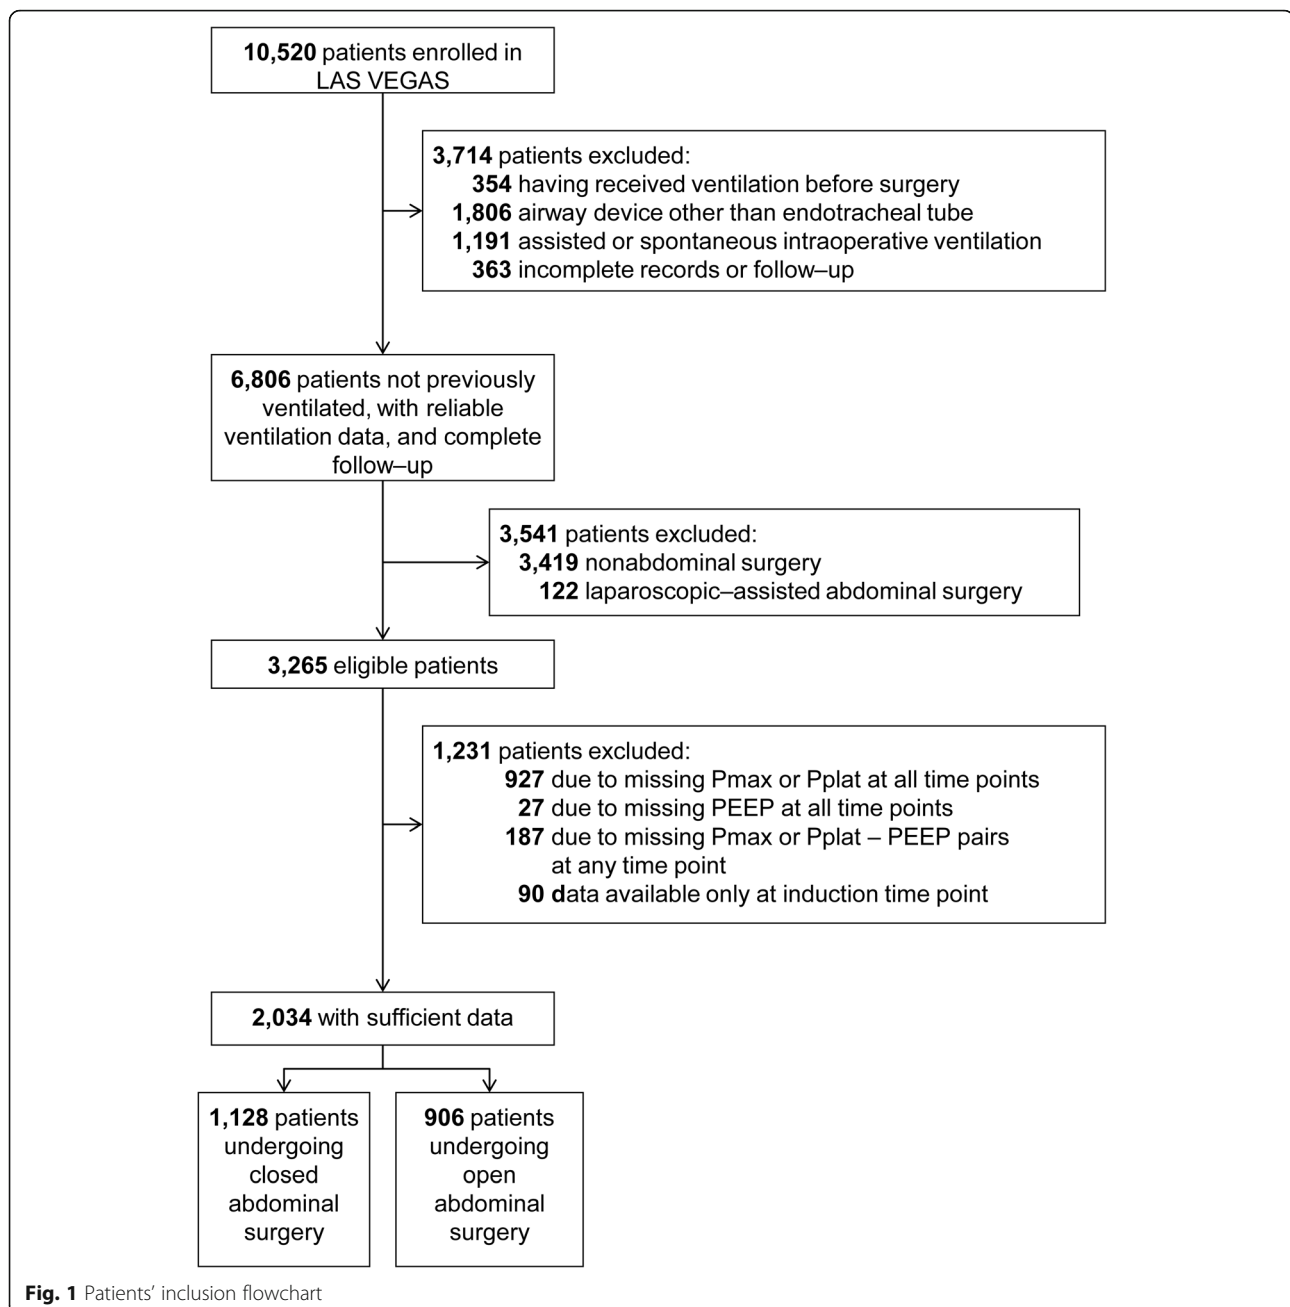 10,520 patients enrolled in
LAS VEGAS
3,714 patients excluded:
354 having received ventilation before surgery
1,806 airway device other than endotracheal tube
1,191 assisted or spontaneous intraoperative ventilation
363 incomplete records or follow–up
6,806 patients not previously
ventilated, with reliable
ventilation data, and complete
follow–up
3,541 patients excluded:
3,419 nonabdominal surgery
122 laparoscopic–assisted abdominal surgery
3,265 eligible patients
1,231 patients excluded:
927 due to missing Pmax or Pplat at all time points
27 due to missing PEEP at all time points
187 due to missing Pmax or Pplat – PEEP pairs
at any time point
90 data available only at induction time point
2,034 with sufficient data
1,128 patients
undergoing
closed
abdominal
surgery
906 patients
undergoing
open
abdominal
surgery
Fig. 1 Patients' inclusion flowchart